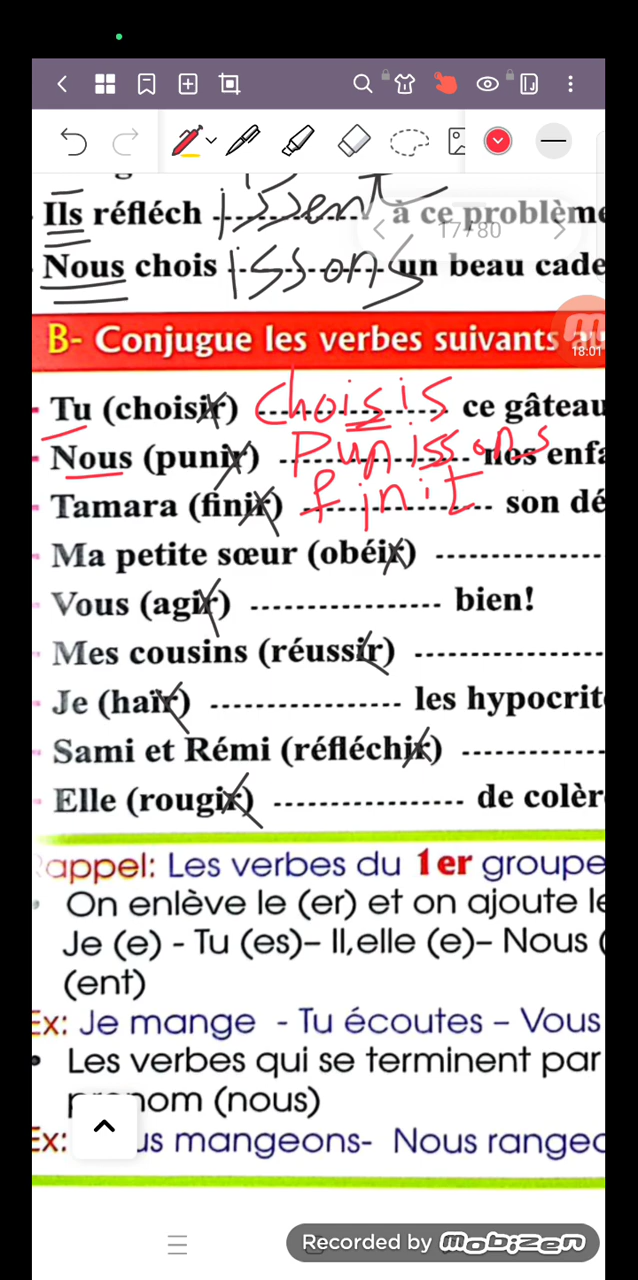 Ils réfléch issent à ce problème
17/80
Nous chois issons un beau cade
B- Conjugue les verbes suivants au
18:01
- Tu (choisir) choisis ce gâteau
- Nous (punir) punissons nos enfa
- Tamara (finir) finit son dé
- Ma petite sœur (obéir) ----------------
- Vous (agir) ---------------- bien!
- Mes cousins (réussir) ----------------
- Je (haïr) ---------------- les hypocrit
- Sami et Rémi (réfléchir) ----------------
- Elle (rougir) ---------------- de colèr
Rappel: Les verbes du 1er groupe
• On enlève le (er) et on ajoute le
Je (e) - Tu (es)– Il,elle (e)– Nous (
(ent)
Ex: Je mange - Tu écoutes – Vous
• Les verbes qui se terminent par
pronom (nous)
Ex: us mangeons- Nous rangeo
Recorded by mobizen